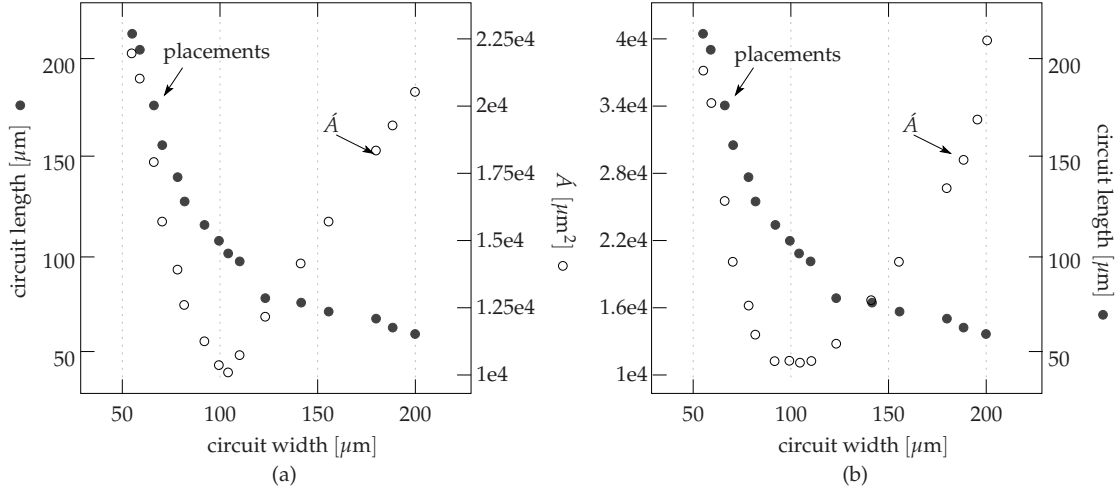 200
150
100
50
circuit length [µm]
placements
Á
2.25e4
2e4
1.75e4
1.5e4
1.25e4
1e4
Á [µm²]
50 100 150 200
circuit width [µm]
(a)
4e4
3.4e4
2.8e4
2.2e4
1.6e4
1e4
placements
Á
200
150
100
50
circuit length [µm]
50 100 150 200
circuit width [µm]
(b)